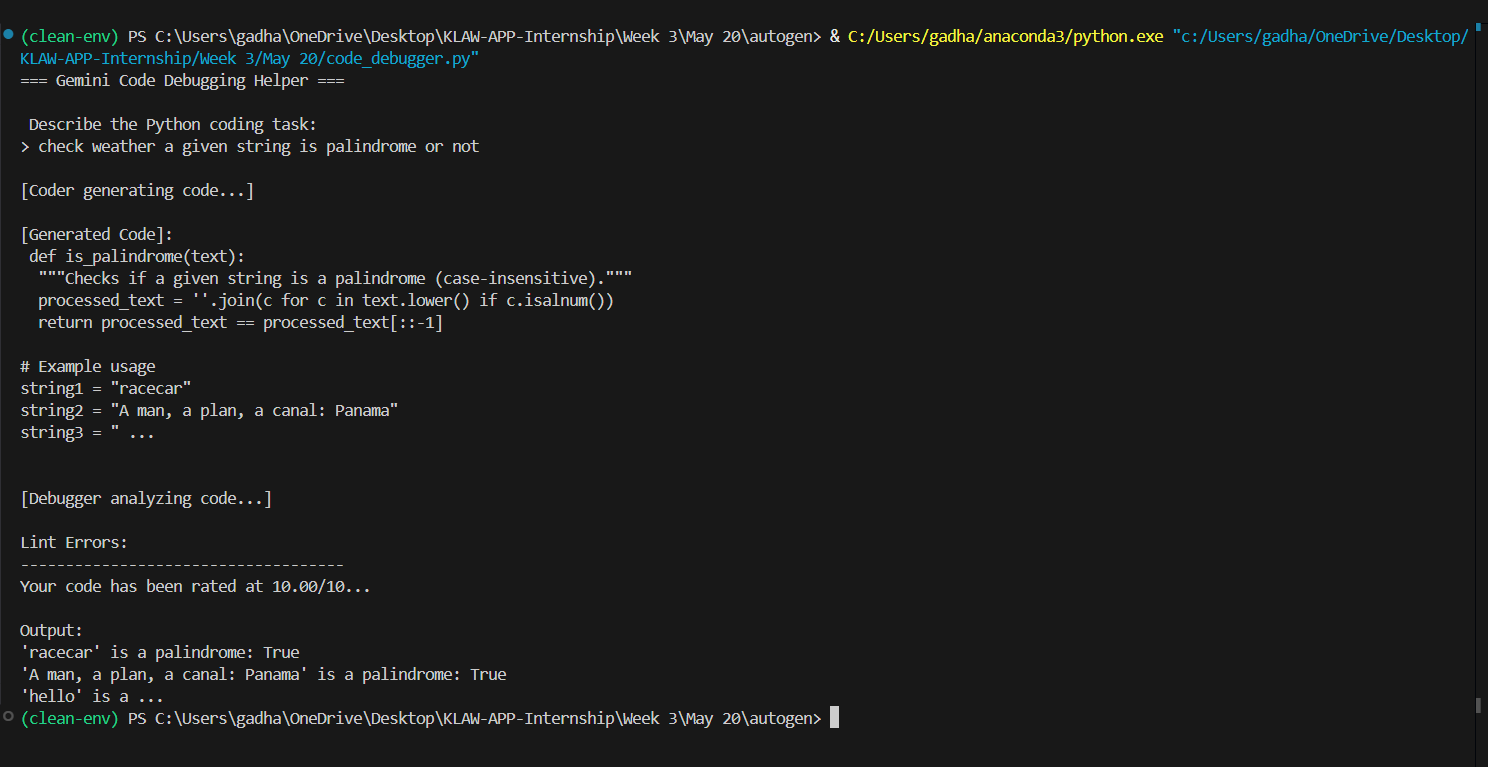 (clean-env) PS C:\Users\gadha\OneDrive\Desktop\KLAW-APP-Internship\Week 3\May 20\autogen> & C:/Users/gadha/anaconda3/python.exe "c:/Users/gadha/OneDrive/Desktop/
KLAW-APP-Internship/Week 3/May 20/code_debugger.py"
=== Gemini Code Debugging Helper ===
Describe the Python coding task:
> check weather a given string is palindrome or not
[Coder generating code...]
[Generated Code]:
def is_palindrome(text):
"""Checks if a given string is a palindrome (case-insensitive)."""
processed_text = ''.join(c for c in text.lower() if c.isalnum())
return processed_text == processed_text[::-1]
# Example usage
string1 = "racecar"
string2 = "A man, a plan, a canal: Panama"
string3 = " ...
[Debugger analyzing code...]
Lint Errors:
------------------------------------
Your code has been rated at 10.00/10...
Output:
'racecar' is a palindrome: True
'A man, a plan, a canal: Panama' is a palindrome: True
'hello' is a ...
(clean-env) PS C:\Users\gadha\OneDrive\Desktop\KLAW-APP-Internship\Week 3\May 20\autogen>